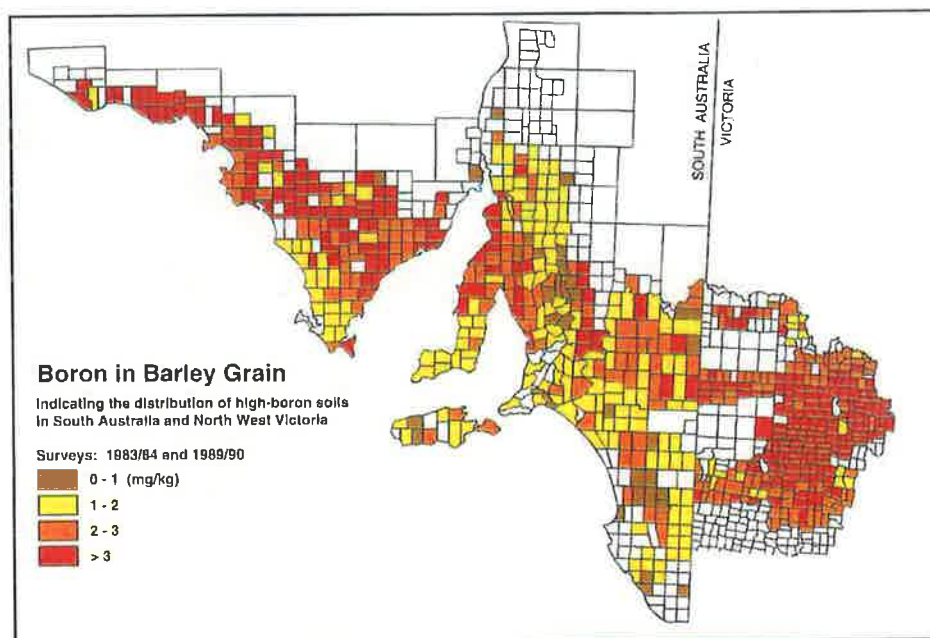 SOUTH AUSTRALIA
VICTORIA
Boron in Barley Grain
Indicating the distribution of high-boron soils
in South Australia and North West Victoria
Surveys: 1983/84 and 1989/90
0 - 1 (mg/kg)
1 - 2
2 - 3
> 3